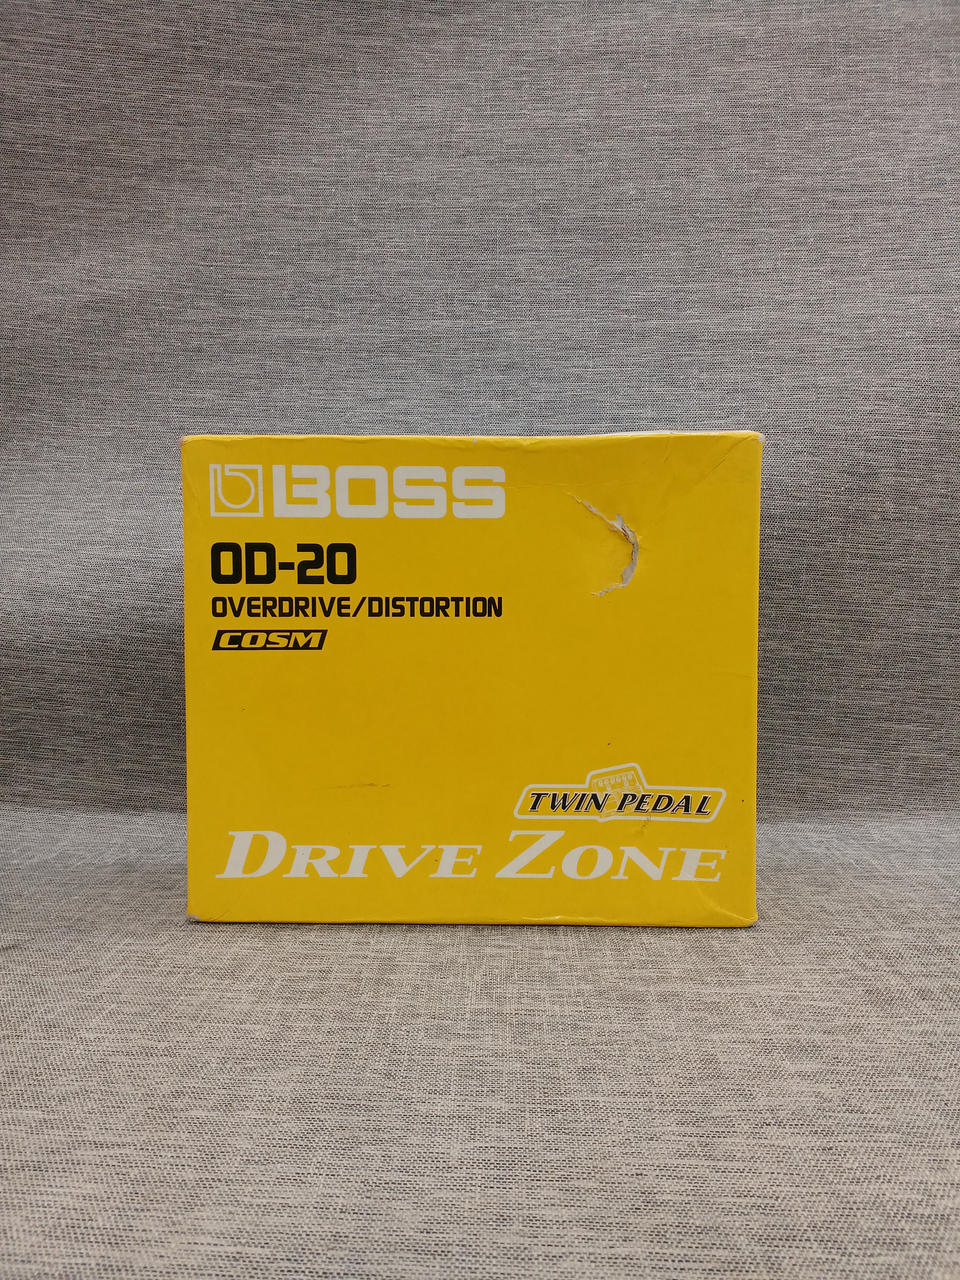 BOSS
OD-20
OVERDRIVE/DISTORTION
COSM
TWIN PEDAL
DRIVE ZONE